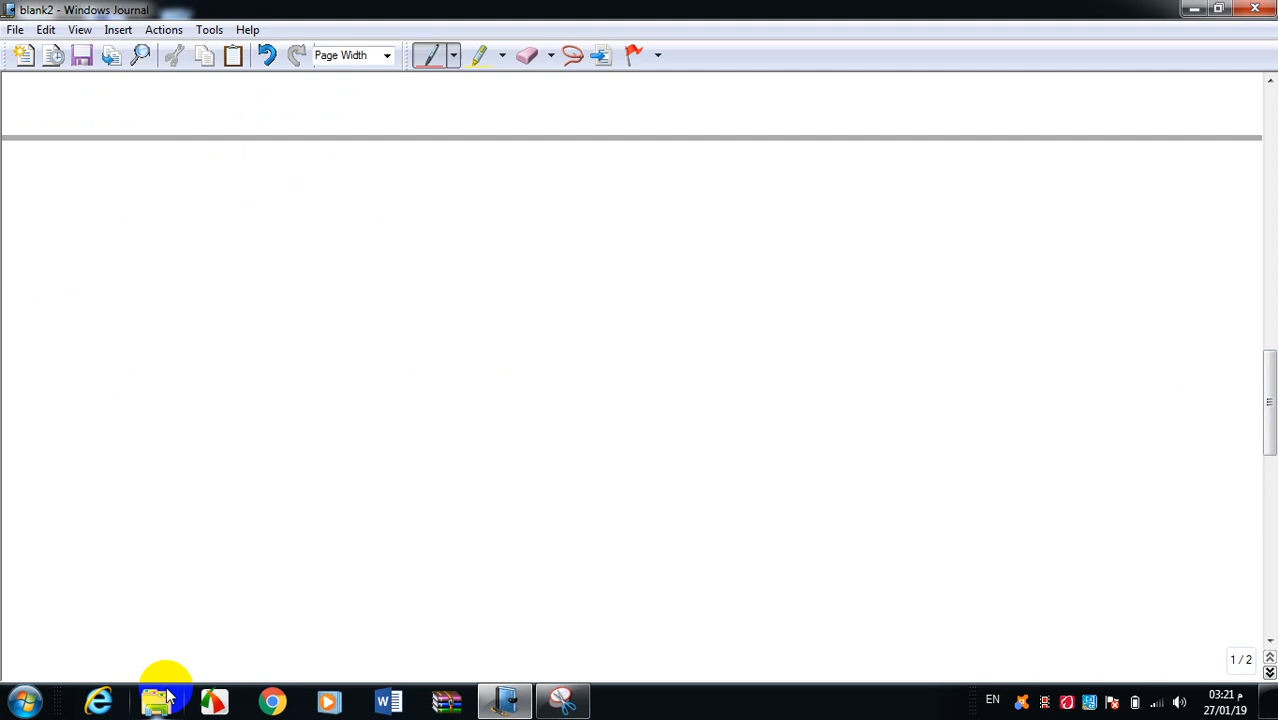 blank2 - Windows Journal
File Edit View Insert Actions Tools Help
Page Width
1 / 2
EN
03:21 م
27/01/19